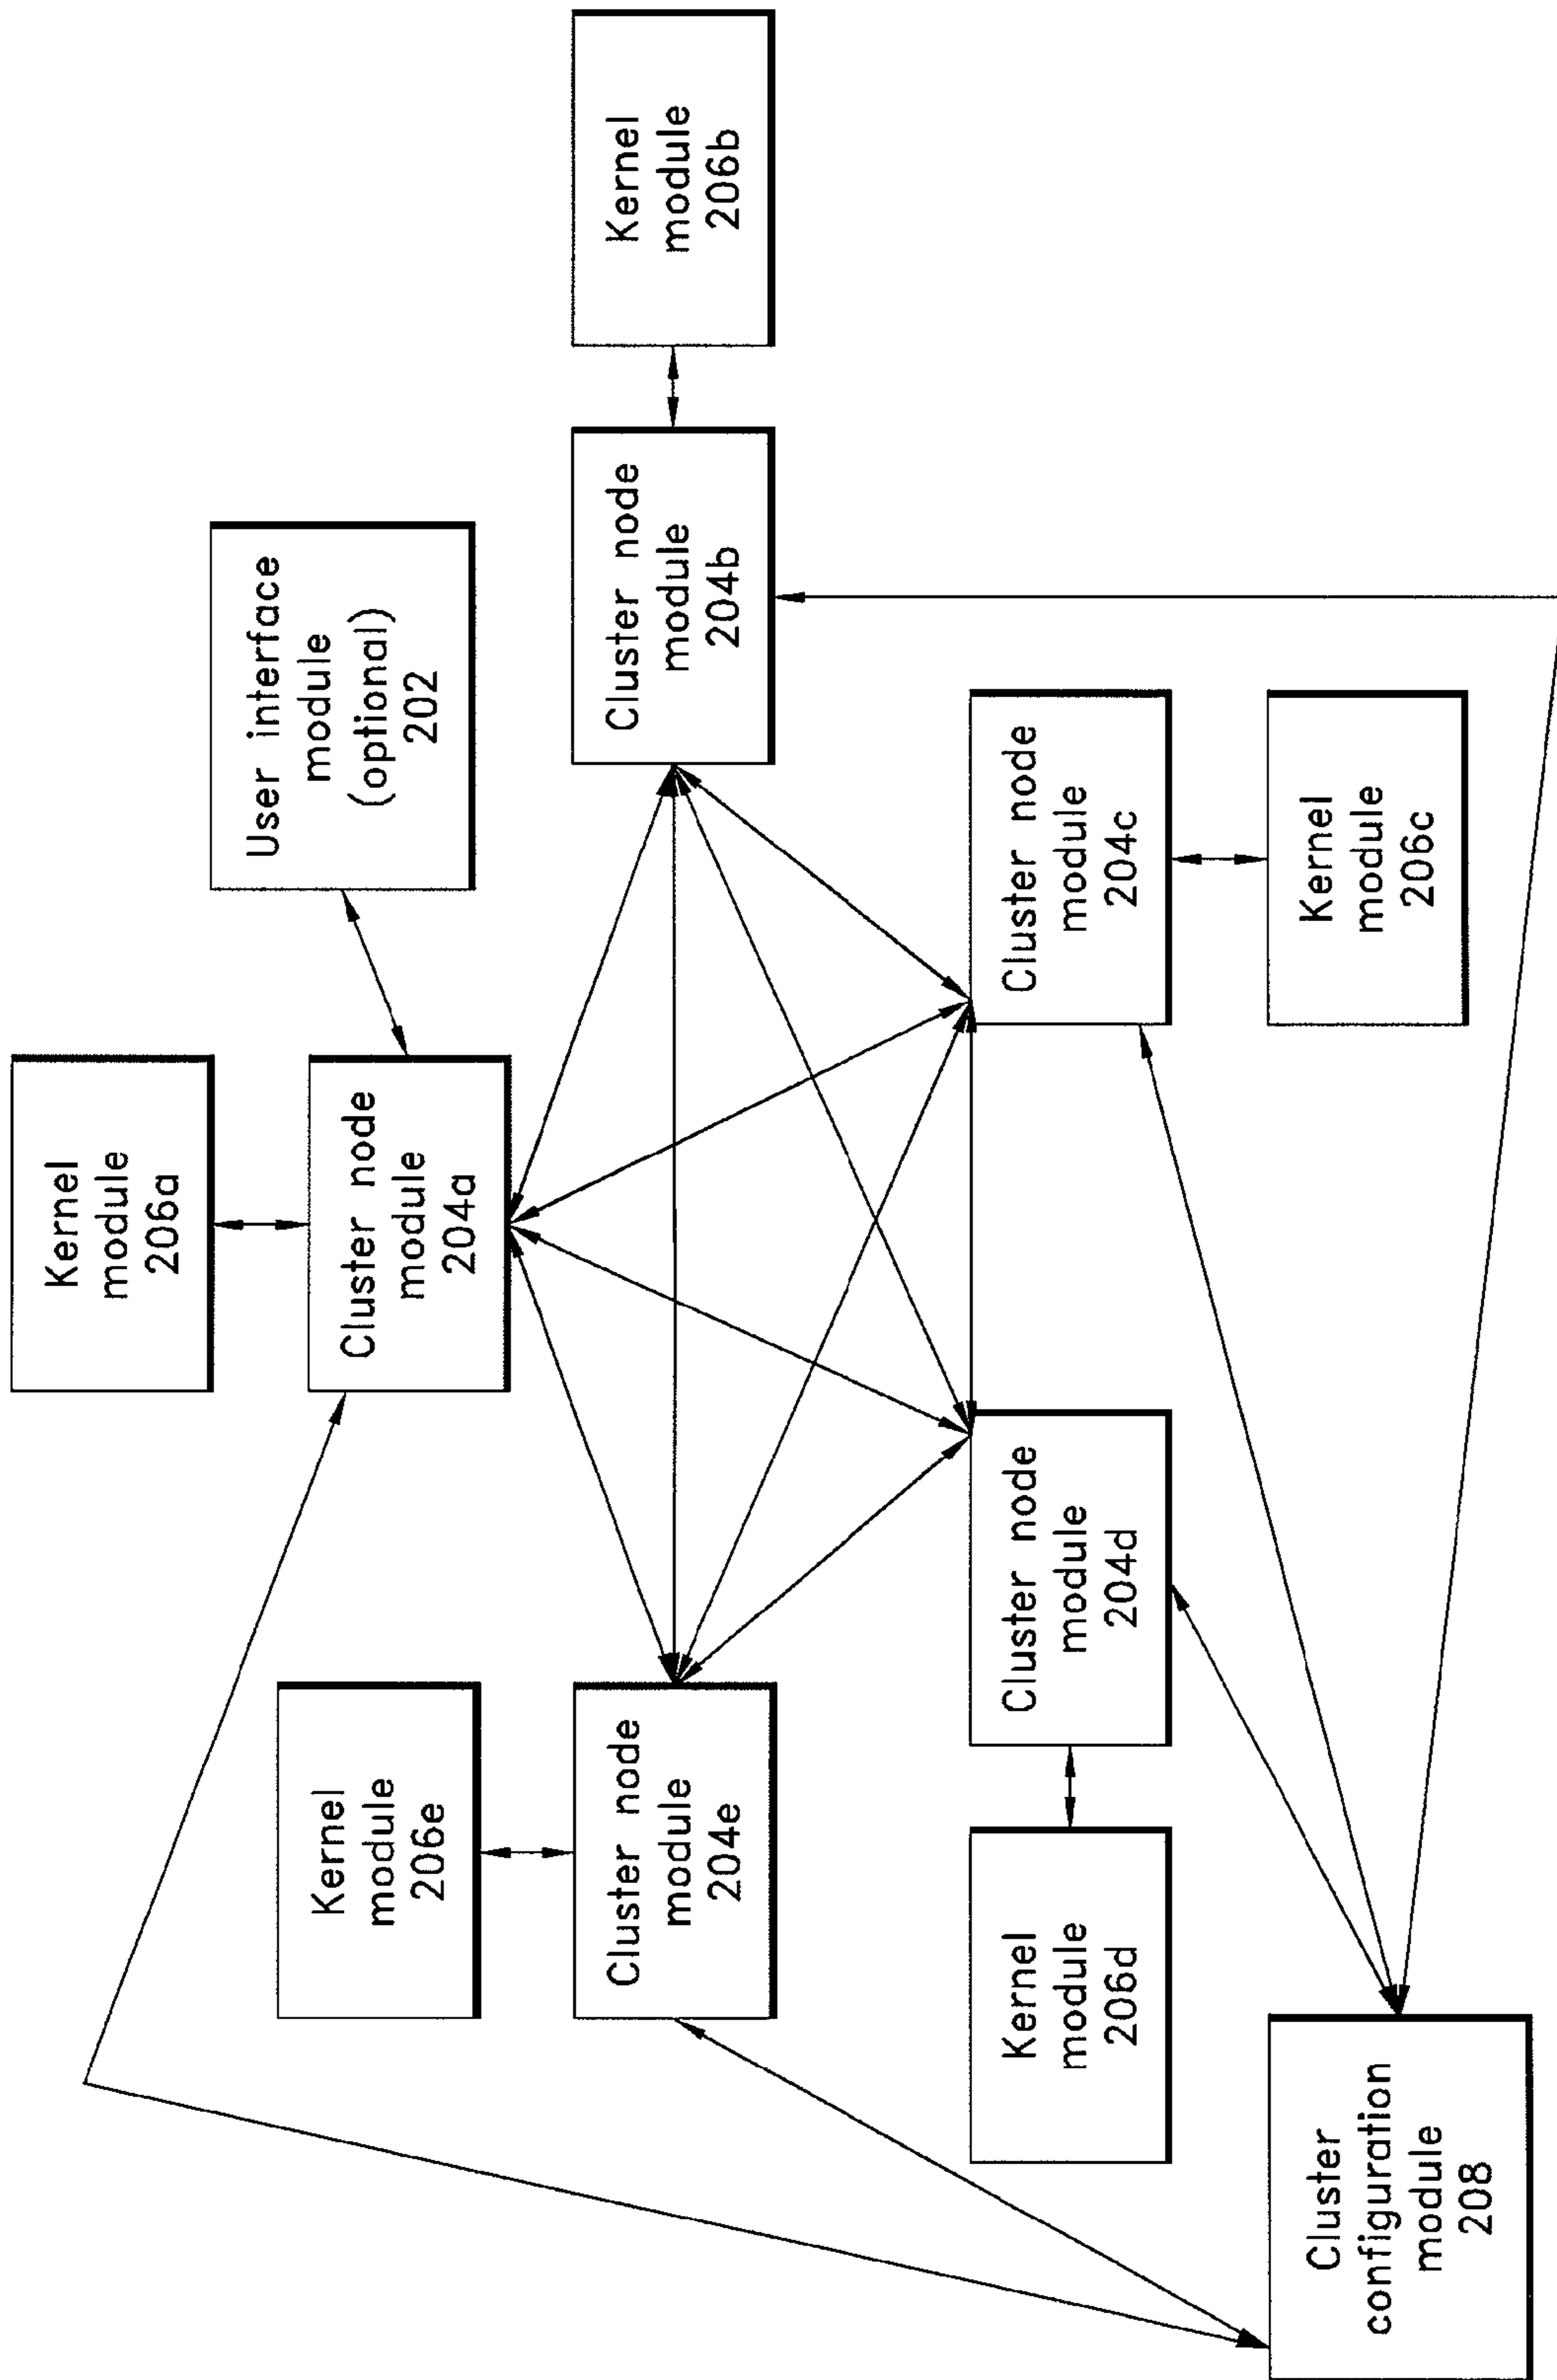 Kernel
module
206a
User interface
module
(optional)
202
Cluster node
module
204a
Kernel
module
206e
Cluster node
module
204e
Cluster node
module
204b
Kernel
module
206b
Kernel
module
206d
Cluster node
module
204d
Cluster node
module
204c
Cluster
configuration
module
208
Kernel
module
206c